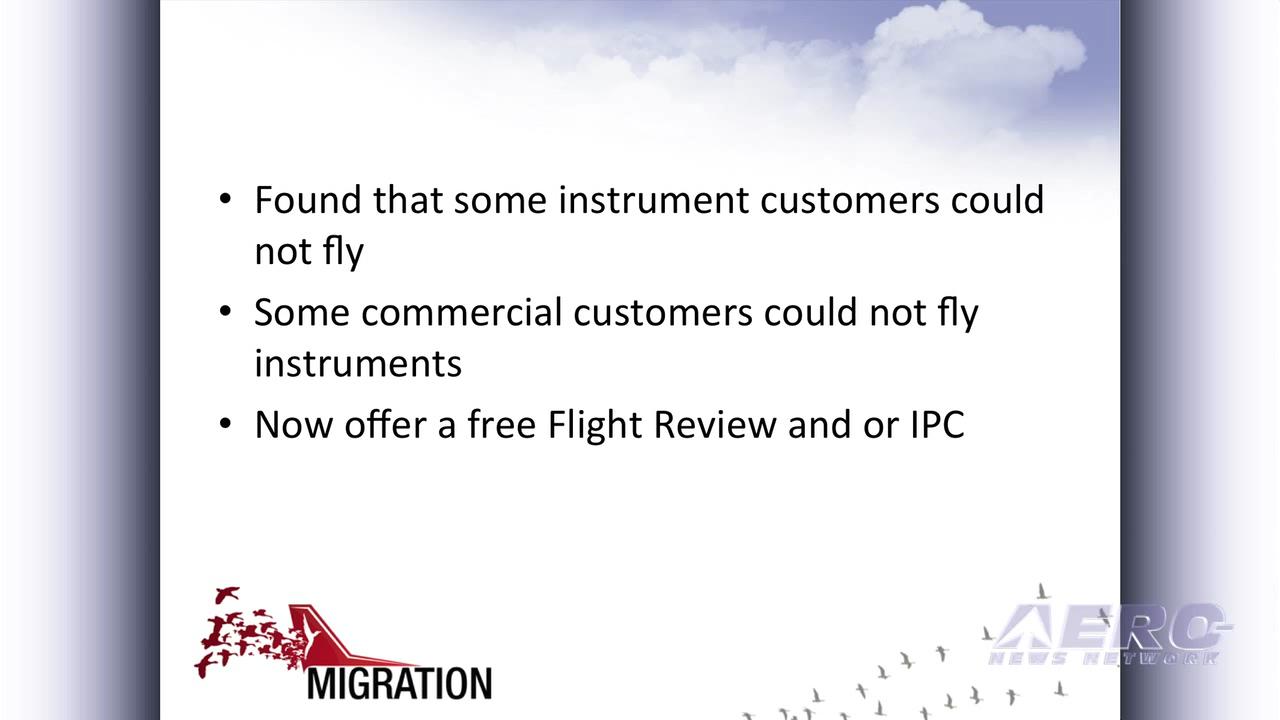 • Found that some instrument customers could
not fly
• Some commercial customers could not fly
instruments
• Now offer a free Flight Review and or IPC
MIGRATION
AERO
NEWS NETWORK